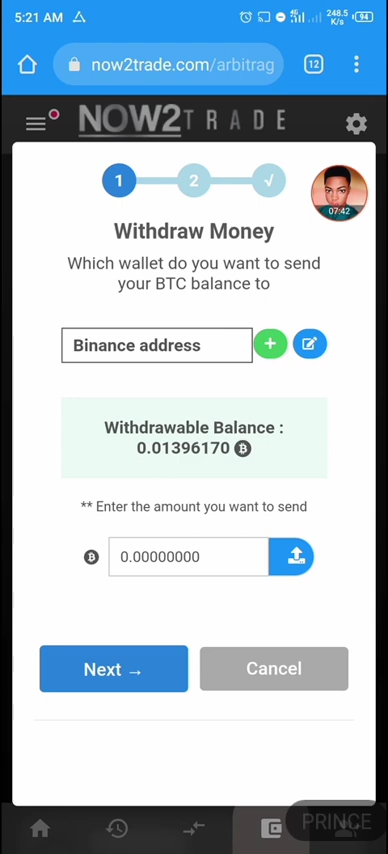 5:21 AM
4G
248.5
K/s
94
now2trade.com/arbitrag
12
NOW2TRADE
1
2
√
07:42
Withdraw Money
Which wallet do you want to send
your BTC balance to
Binance address
+
Withdrawable Balance :
0.01396170
** Enter the amount you want to send
0.00000000
Next →
Cancel
PRINCE